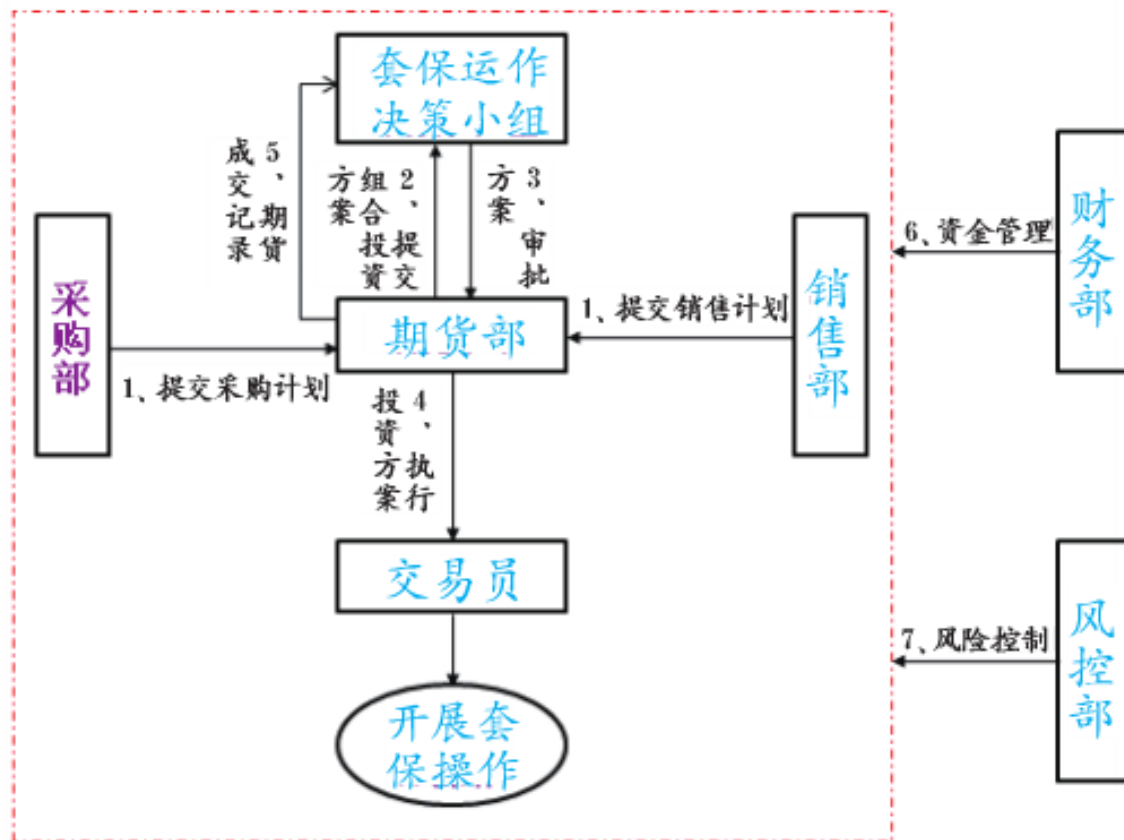 套保运作
决策小组
5、期货
成交记录
2、提交
组合投资
方案
3、审批
方案
采购部
1、提交采购计划
期货部
1、提交销售计划
销售部
6、资金管理
财务部
4、执行
投资方案
交易员
7、风险控制
风控部
开展套
保操作